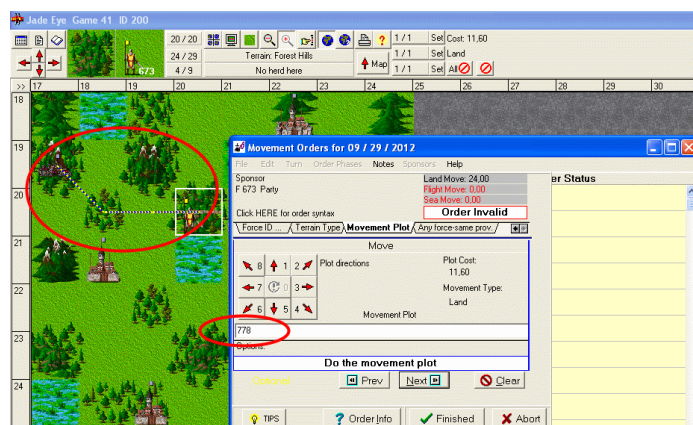 Jade Eye Game 41 ID 200
20 / 20
1 / 1
Set
Cost: 11,60
24 / 29
Terrain: Forest Hills
Map
1 / 1
Set
Land
673
4 / 9
No herd here
1 / 1
Set
All
>> 17 18 19 20 21 22 23 24 25 26 27 28 29 30
18
19
20
21
22
23
24
Movement Orders for 09 / 29 / 2012
File Edit Turn Order Phases Notes Sponsors Help
Sponsor
Land Move: 24,00
F 673 Party
Flight Move: 0,00
Sea Move: 0,00
er Status
Click HERE for order syntax
Order Invalid
Force ID ... Terrain Type Movement Plot Any force-same prov.
Move
8 1 2
Plot directions
Plot Cost:
11,60
7 0 3
Movement Type:
Land
6 5 4
Movement Plot
778
Options:
Do the movement plot
Prev
Next
Clear
TIPS
Order Info
Finished
Abort